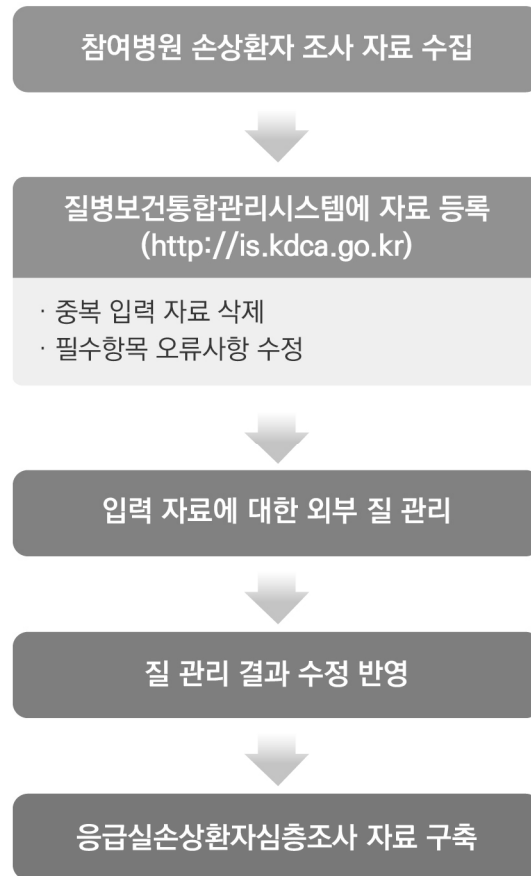 참여병원 손상환자 조사 자료 수집
질병보건통합관리시스템에 자료 등록
(http://is.kdca.go.kr)
· 중복 입력 자료 삭제
· 필수항목 오류사항 수정
입력 자료에 대한 외부 질 관리
질 관리 결과 수정 반영
응급실손상환자심층조사 자료 구축